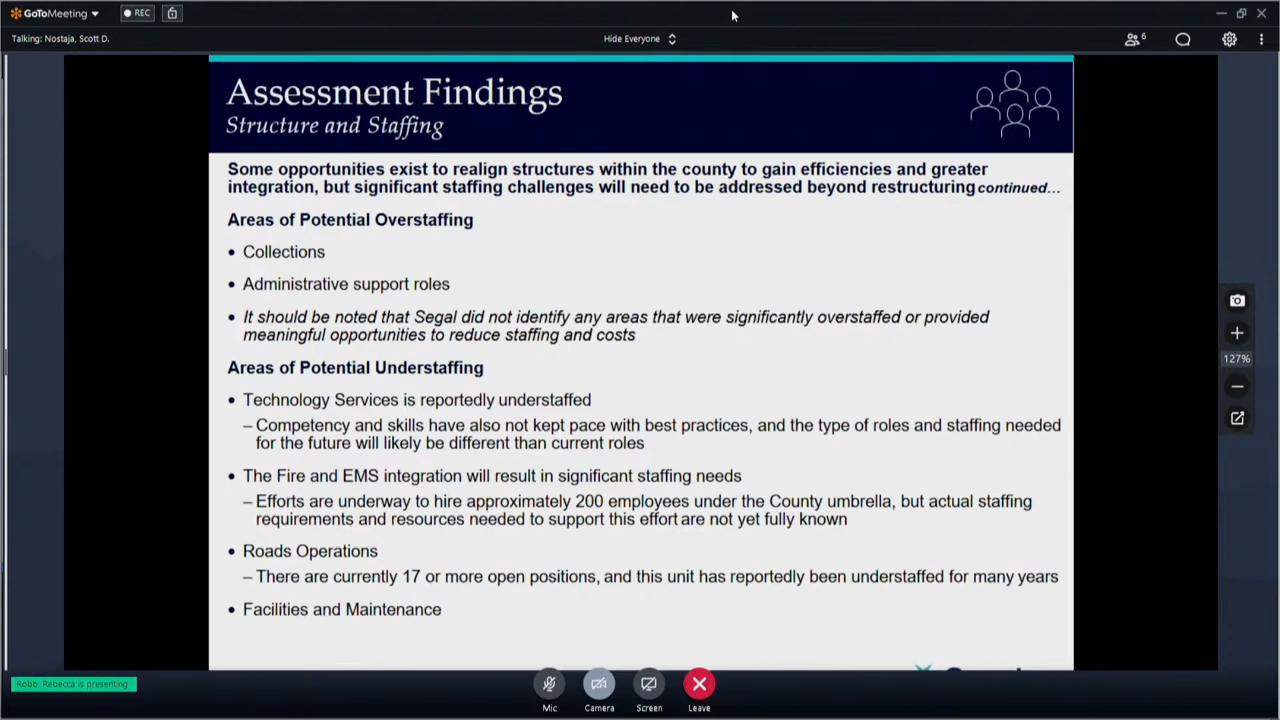 GoToMeeting
REC
Talking: Nostaja, Scott D.
Hide Everyone
6
Assessment Findings
Structure and Staffing
Some opportunities exist to realign structures within the county to gain efficiencies and greater
integration, but significant staffing challenges will need to be addressed beyond restructuring continued...
Areas of Potential Overstaffing
• Collections
• Administrative support roles
• It should be noted that Segal did not identify any areas that were significantly overstaffed or provided
meaningful opportunities to reduce staffing and costs
Areas of Potential Understaffing
• Technology Services is reportedly understaffed
– Competency and skills have also not kept pace with best practices, and the type of roles and staffing needed
for the future will likely be different than current roles
• The Fire and EMS integration will result in significant staffing needs
– Efforts are underway to hire approximately 200 employees under the County umbrella, but actual staffing
requirements and resources needed to support this effort are not yet fully known
• Roads Operations
– There are currently 17 or more open positions, and this unit has reportedly been understaffed for many years
• Facilities and Maintenance
127%
Robb, Rebecca is presenting
Mic
Camera
Screen
Leave